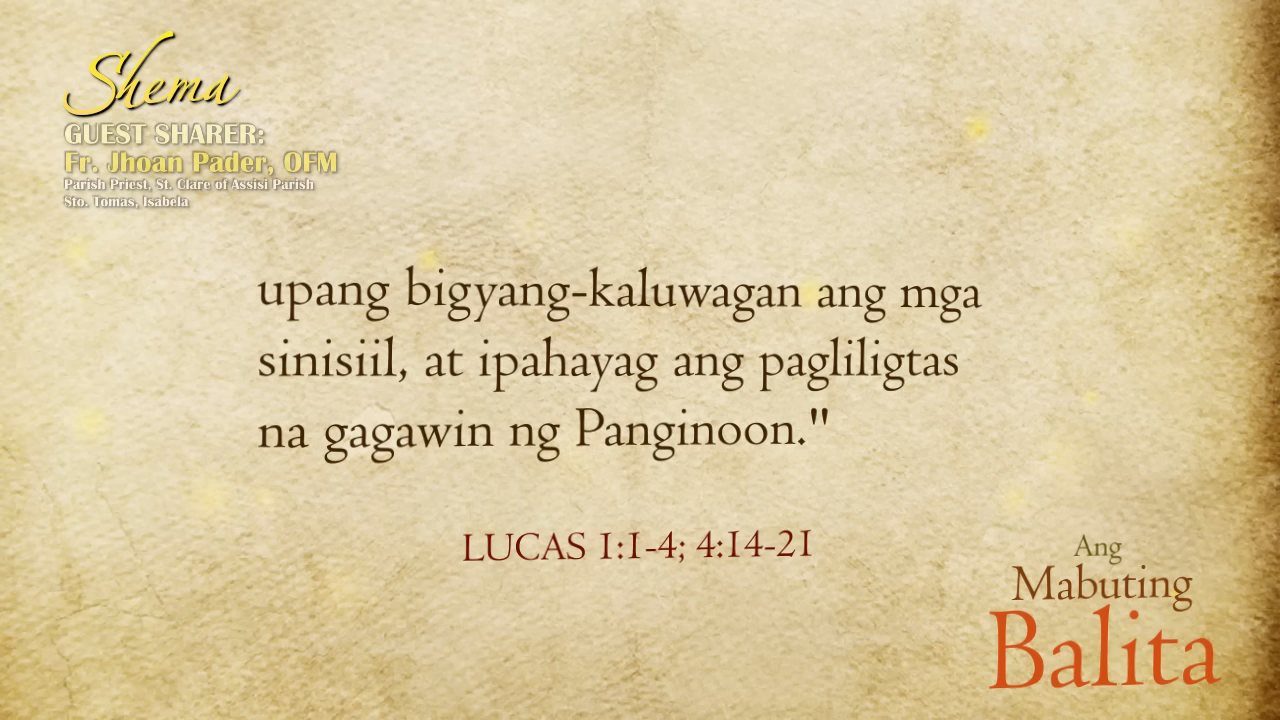 Shema
GUEST SHARER:
Fr. Jhoan Pader, OFM
Parish Priest, St. Clare of Assisi Parish
Sto. Tomas, Isabela
upang bigyang-kaluwagan ang mga
sinisiil, at ipahayag ang pagliligtas
na gagawin ng Panginoon."
LUCAS 1:1-4; 4:14-21
Ang
Mabuting
Balita